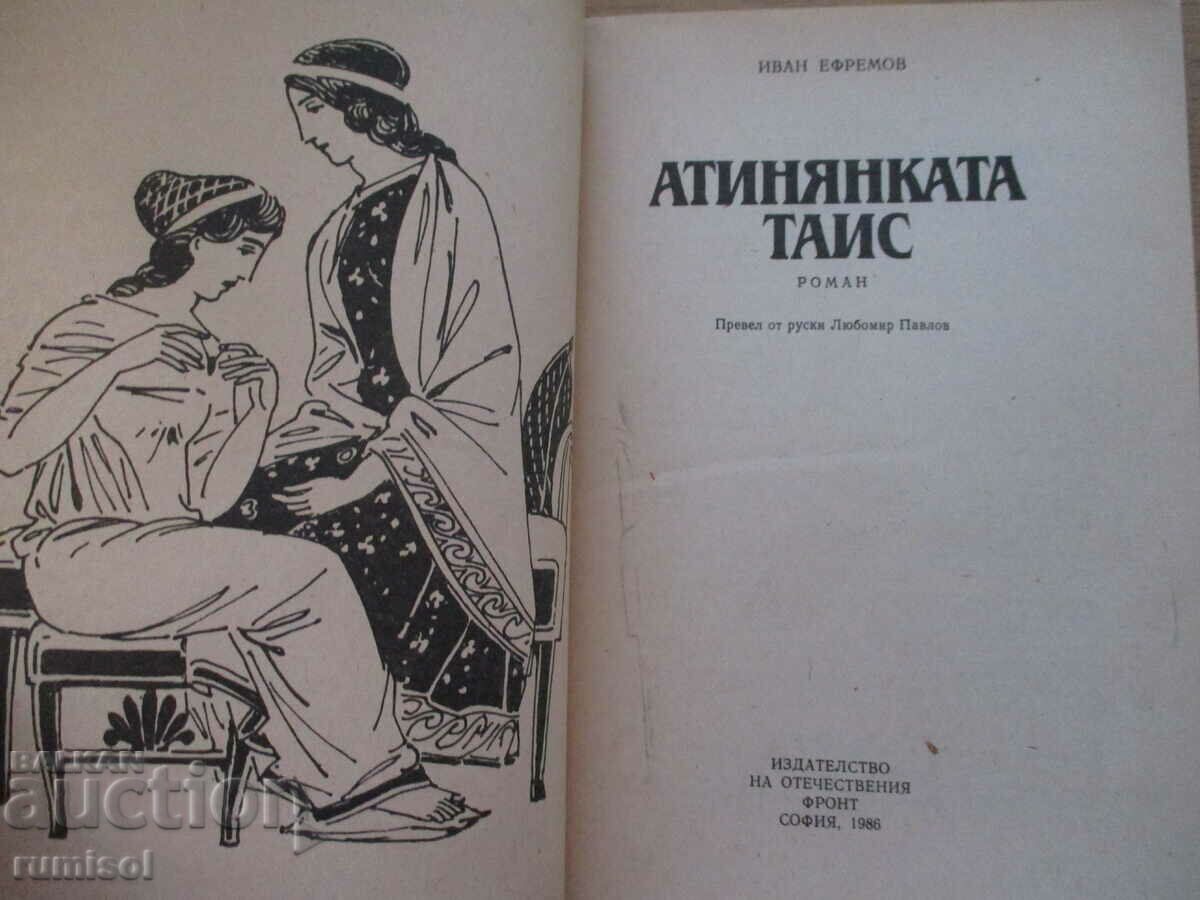 ИВАН ЕФРЕМОВ
АТИНЯНКАТА
ТАИС
РОМАН
Превел от руски Любомир Павлов
ИЗДАТЕЛСТВО
НА ОТЕЧЕСТВЕНИЯ
ФРОНТ
СОФИЯ, 1986
BALKAN
auction
rumisol